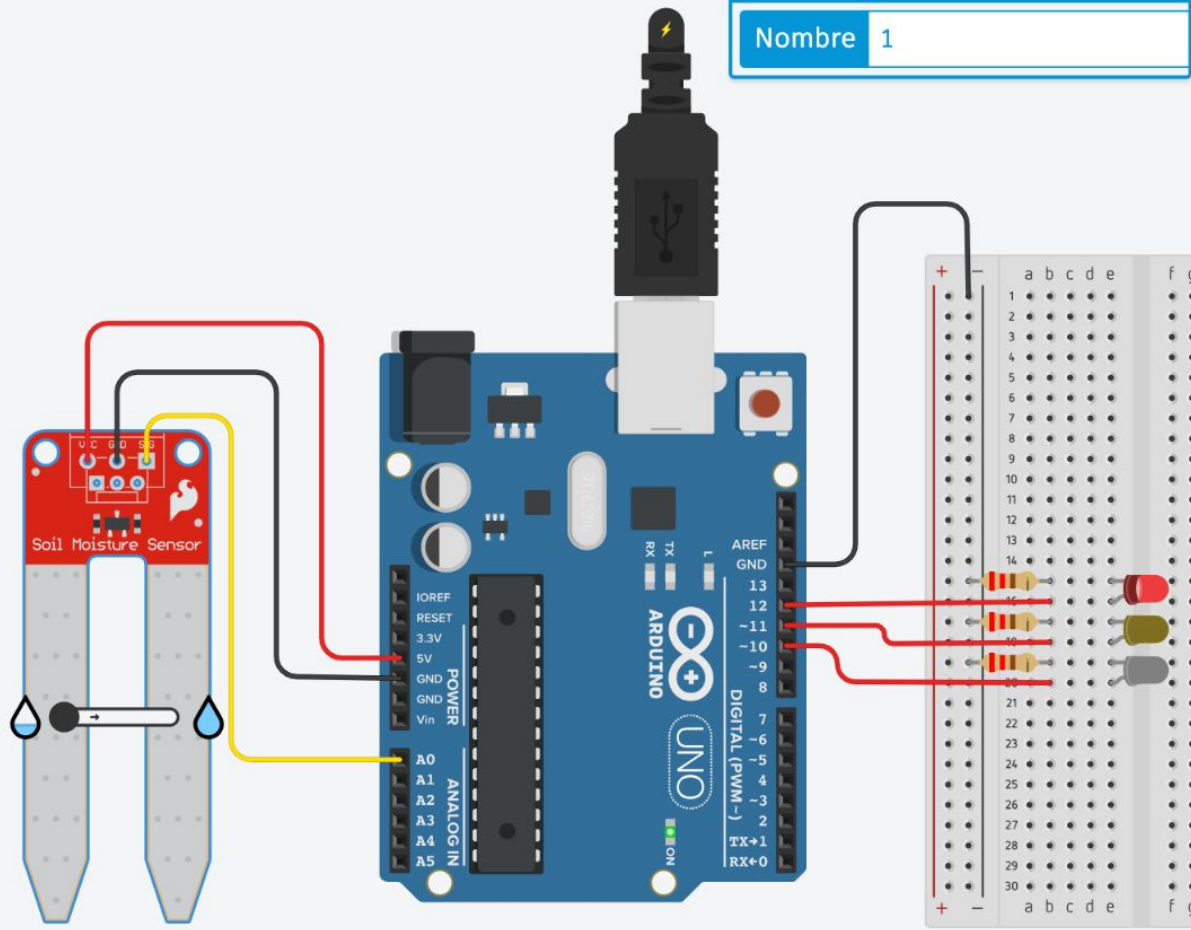 Nombre 1
VCC GND SIG
Soil Moisture Sensor
IOREF
RESET
3.3V
5V
GND
GND
Vin
POWER
A0
A1
A2
A3
A4
A5
ANALOG IN
RX
TX
L
ARDUINO
UNO
ON
AREF
GND
13
12
~11
~10
~9
8
7
~6
~5
4
~3
2
TX→1
RX←0
DIGITAL (PWM~)
+ − a b c d e f g
1
2
3
4
5
6
7
8
9
10
11
12
13
14
16
18
20
21
22
23
24
25
26
27
28
29
30
+ − a b c d e f g